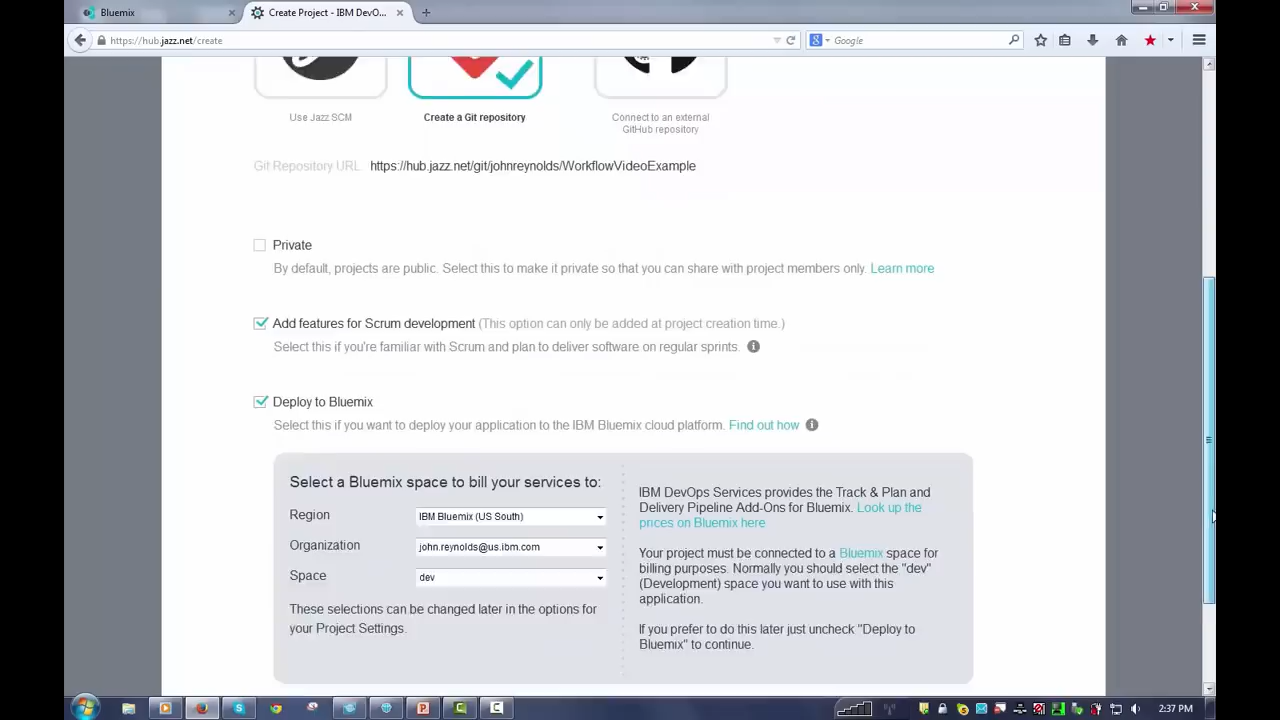 Bluemix
Create Project - IBM DevO...
https://hub.jazz.net/create
Google
Use Jazz SCM
Create a Git repository
Connect to an external
GitHub repository
Git Repository URL: https://hub.jazz.net/git/johnreynolds/WorkflowVideoExample
Private
By default, projects are public. Select this to make it private so that you can share with project members only. Learn more
Add features for Scrum development (This option can only be added at project creation time.)
Select this if you're familiar with Scrum and plan to deliver software on regular sprints.
Deploy to Bluemix
Select this if you want to deploy your application to the IBM Bluemix cloud platform. Find out how
Select a Bluemix space to bill your services to:
Region IBM Bluemix (US South)
Organization john.reynolds@us.ibm.com
Space dev
These selections can be changed later in the options for
your Project Settings.
IBM DevOps Services provides the Track & Plan and
Delivery Pipeline Add-Ons for Bluemix. Look up the
prices on Bluemix here
Your project must be connected to a Bluemix space for
billing purposes. Normally you should select the "dev"
(Development) space you want to use with this
application.
If you prefer to do this later just uncheck "Deploy to
Bluemix" to continue.
2:37 PM